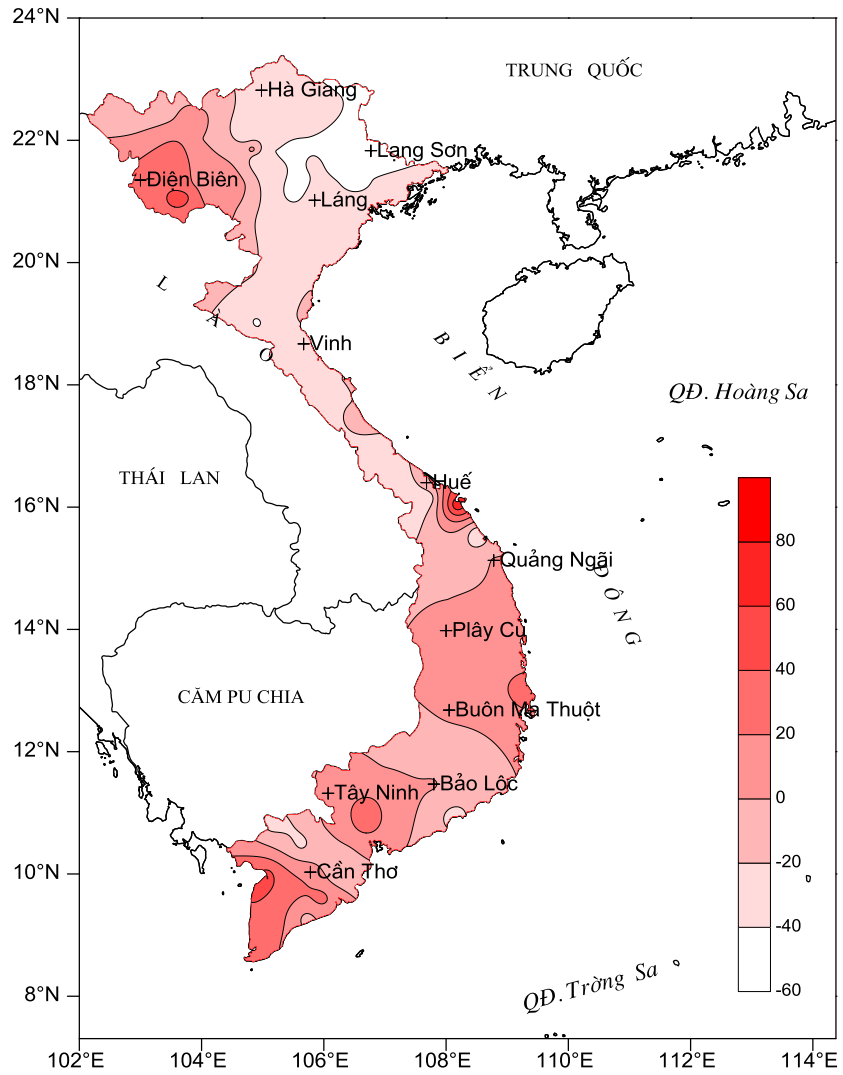 24°N
TRUNG QUỐC
Hà Giang
22°N
Lạng Sơn
Điện Biên
Láng
20°N
LÀO
Vinh
BIỂN
18°N
QĐ. Hoàng Sa
THÁI LAN
Huế
16°N
Quảng Ngãi
ĐÔNG
80
60
40
20
0
-20
-40
-60
14°N
Plây Cu
CĂM PU CHIA
Buôn Ma Thuột
12°N
Bảo Lộc
Tây Ninh
10°N
Cần Thơ
8°N
QĐ. Trờng Sa
102°E 104°E 106°E 108°E 110°E 112°E 114°E